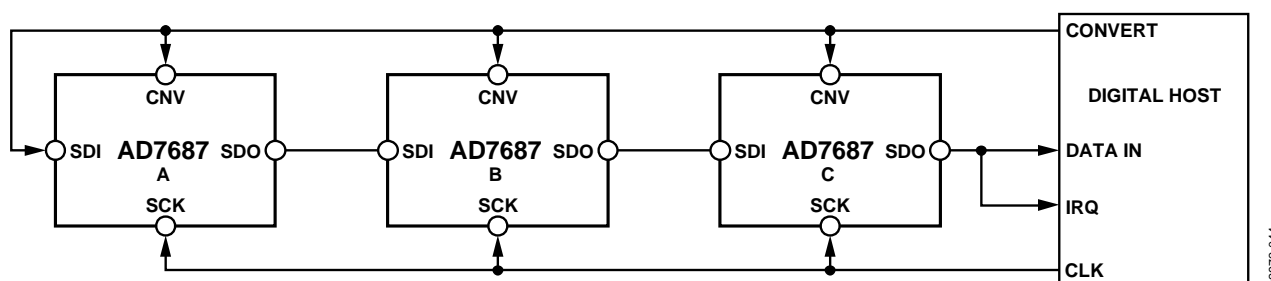 CONVERT
CNV CNV CNV
DIGITAL HOST
SDI AD7687 SDO SDI AD7687 SDO SDI AD7687 SDO DATA IN
A B C
SCK SCK SCK
IRQ
CLK